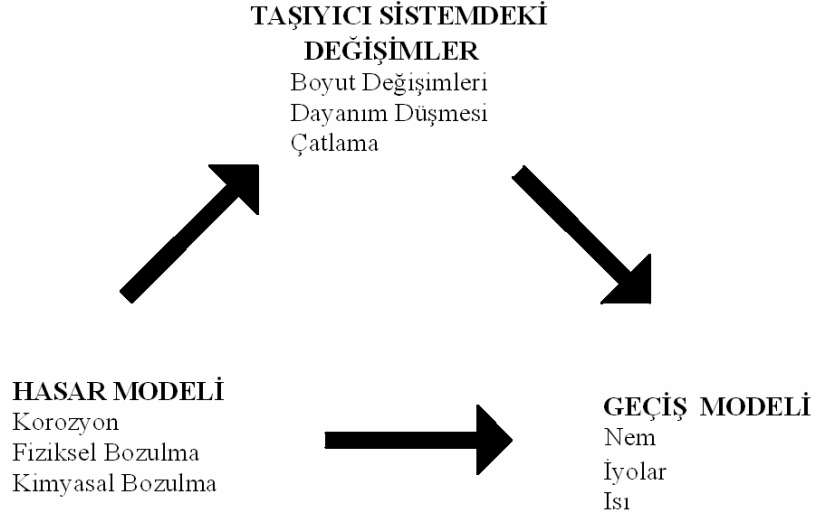 TAŞIYICI SİSTEMDEKİ
DEĞİŞİMLER
Boyut Değişimleri
Dayanım Düşmesi
Çatlama
HASAR MODELİ
Korozyon
Fiziksel Bozulma
Kimyasal Bozulma
GEÇİŞ MODELİ
Nem
İyolar
Isı